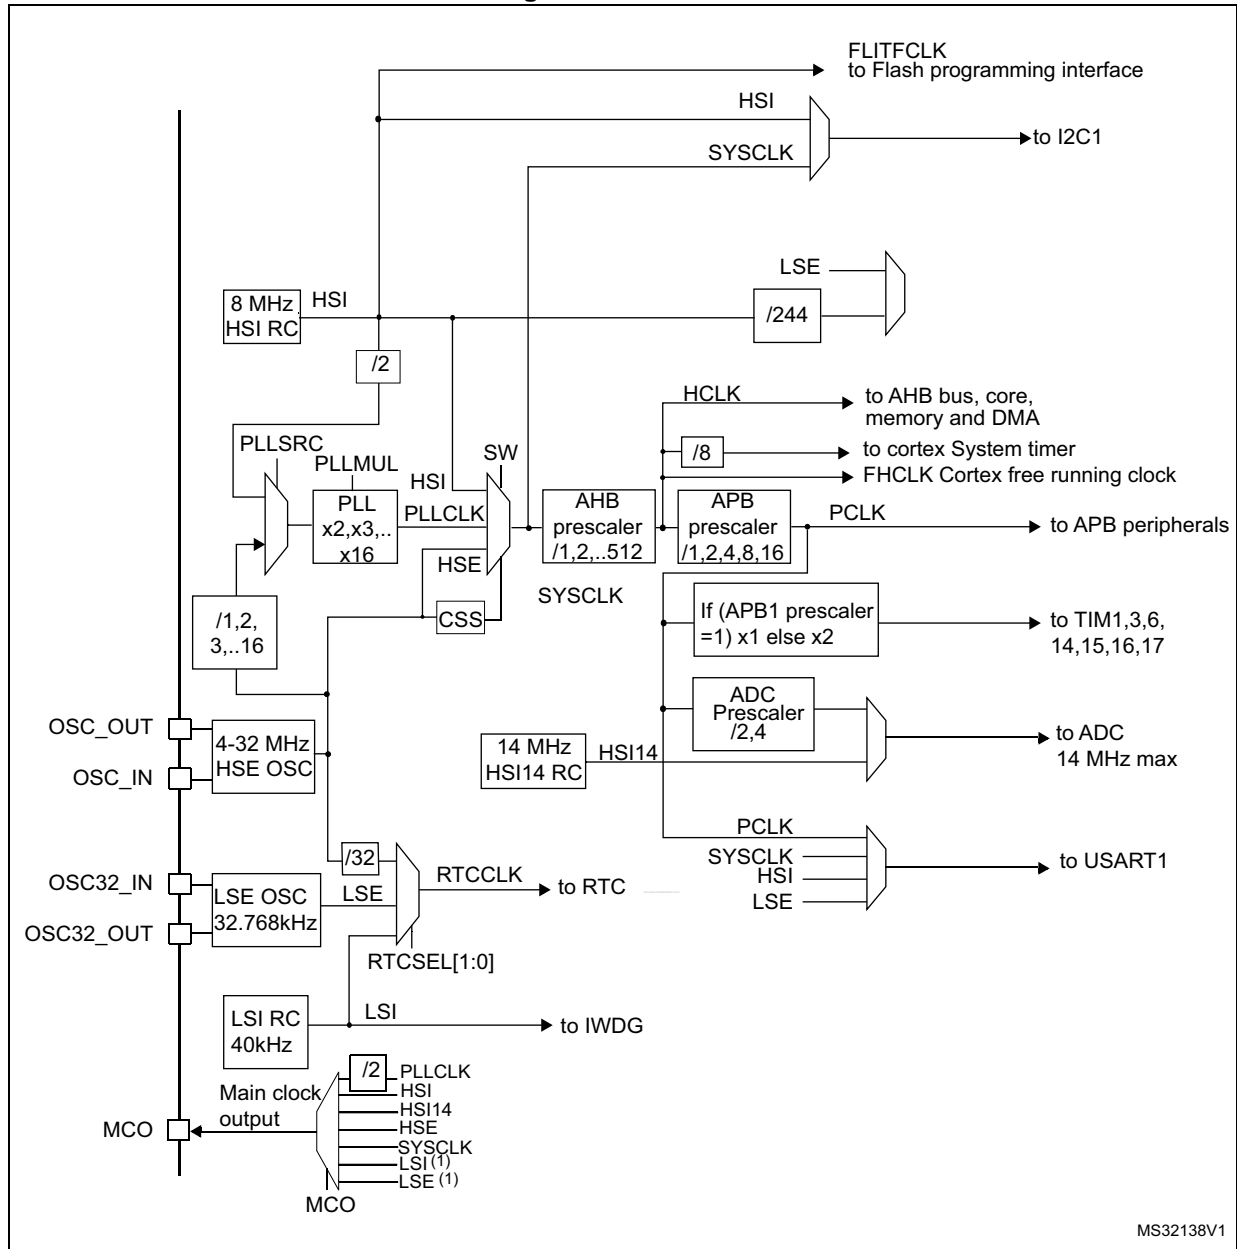 FLITFCLK
to Flash programming interface
HSI
to I2C1
SYSCLK
LSE
8 MHz
HSI RC
HSI
/244
/2
HCLK
to AHB bus, core,
memory and DMA
PLLSRC
SW
/8
to cortex System timer
PLLMUL
HSI
FHCLK Cortex free running clock
PLL
x2,x3,..
x16
PLLCLK
AHB
prescaler
/1,2,..512
APB
prescaler
/1,2,4,8,16
PCLK
to APB peripherals
HSE
SYSCLK
/1,2,
3,..16
CSS
If (APB1 prescaler
=1) x1 else x2
to TIM1,3,6,
14,15,16,17
OSC_OUT
OSC_IN
4-32 MHz
HSE OSC
14 MHz
HSI14 RC
HSI14
ADC
Prescaler
/2,4
to ADC
14 MHz max
PCLK
SYSCLK
HSI
LSE
to USART1
/32
OSC32_IN
OSC32_OUT
LSE OSC
32.768kHz
LSE
RTCCLK
to RTC
RTCSEL[1:0]
LSI RC
40kHz
LSI
to IWDG
/2
PLLCLK
HSI
HSI14
HSE
SYSCLK
LSI (1)
LSE (1)
Main clock
output
MCO
MCO
MS32138V1